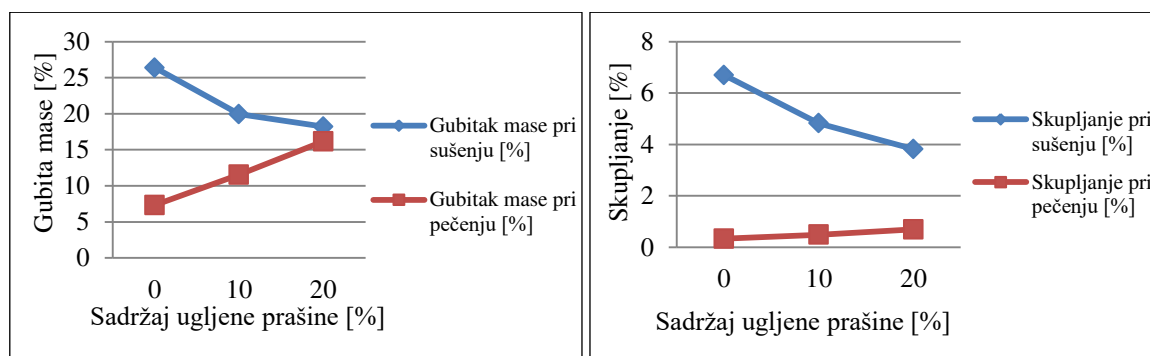 Gubita mase [%]
30
25
20
15
10
5
0
0 10 20
Sadržaj ugljene prašine [%]
Gubitak mase pri
sušenju [%]
Gubitak mase pri
pečenju [%]
Skupljanje [%]
8
6
4
2
0
0 10 20
Sadržaj ugljene prašine [%]
Skupljanje pri
sušenju [%]
Skupljanje pri
pečenju [%]